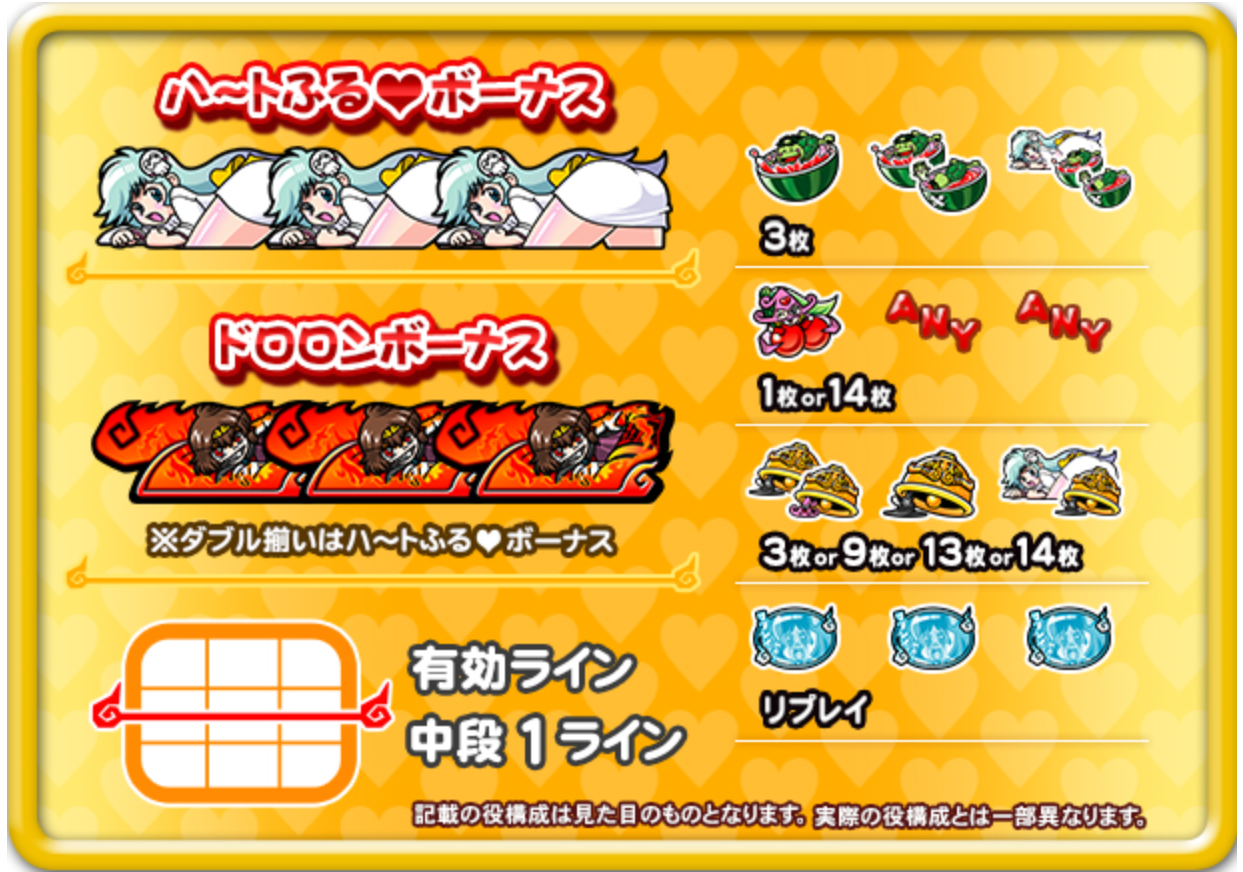 ハ～トふる♥ボーナス
ドロロンボーナス
※ダブル揃いはハ～トふる♥ボーナス
有効ライン
中段1ライン
3枚
ANY ANY
1枚or14枚
3枚or9枚or13枚or14枚
リプレイ
記載の役構成は見た目のものとなります。実際の役構成とは一部異なります。